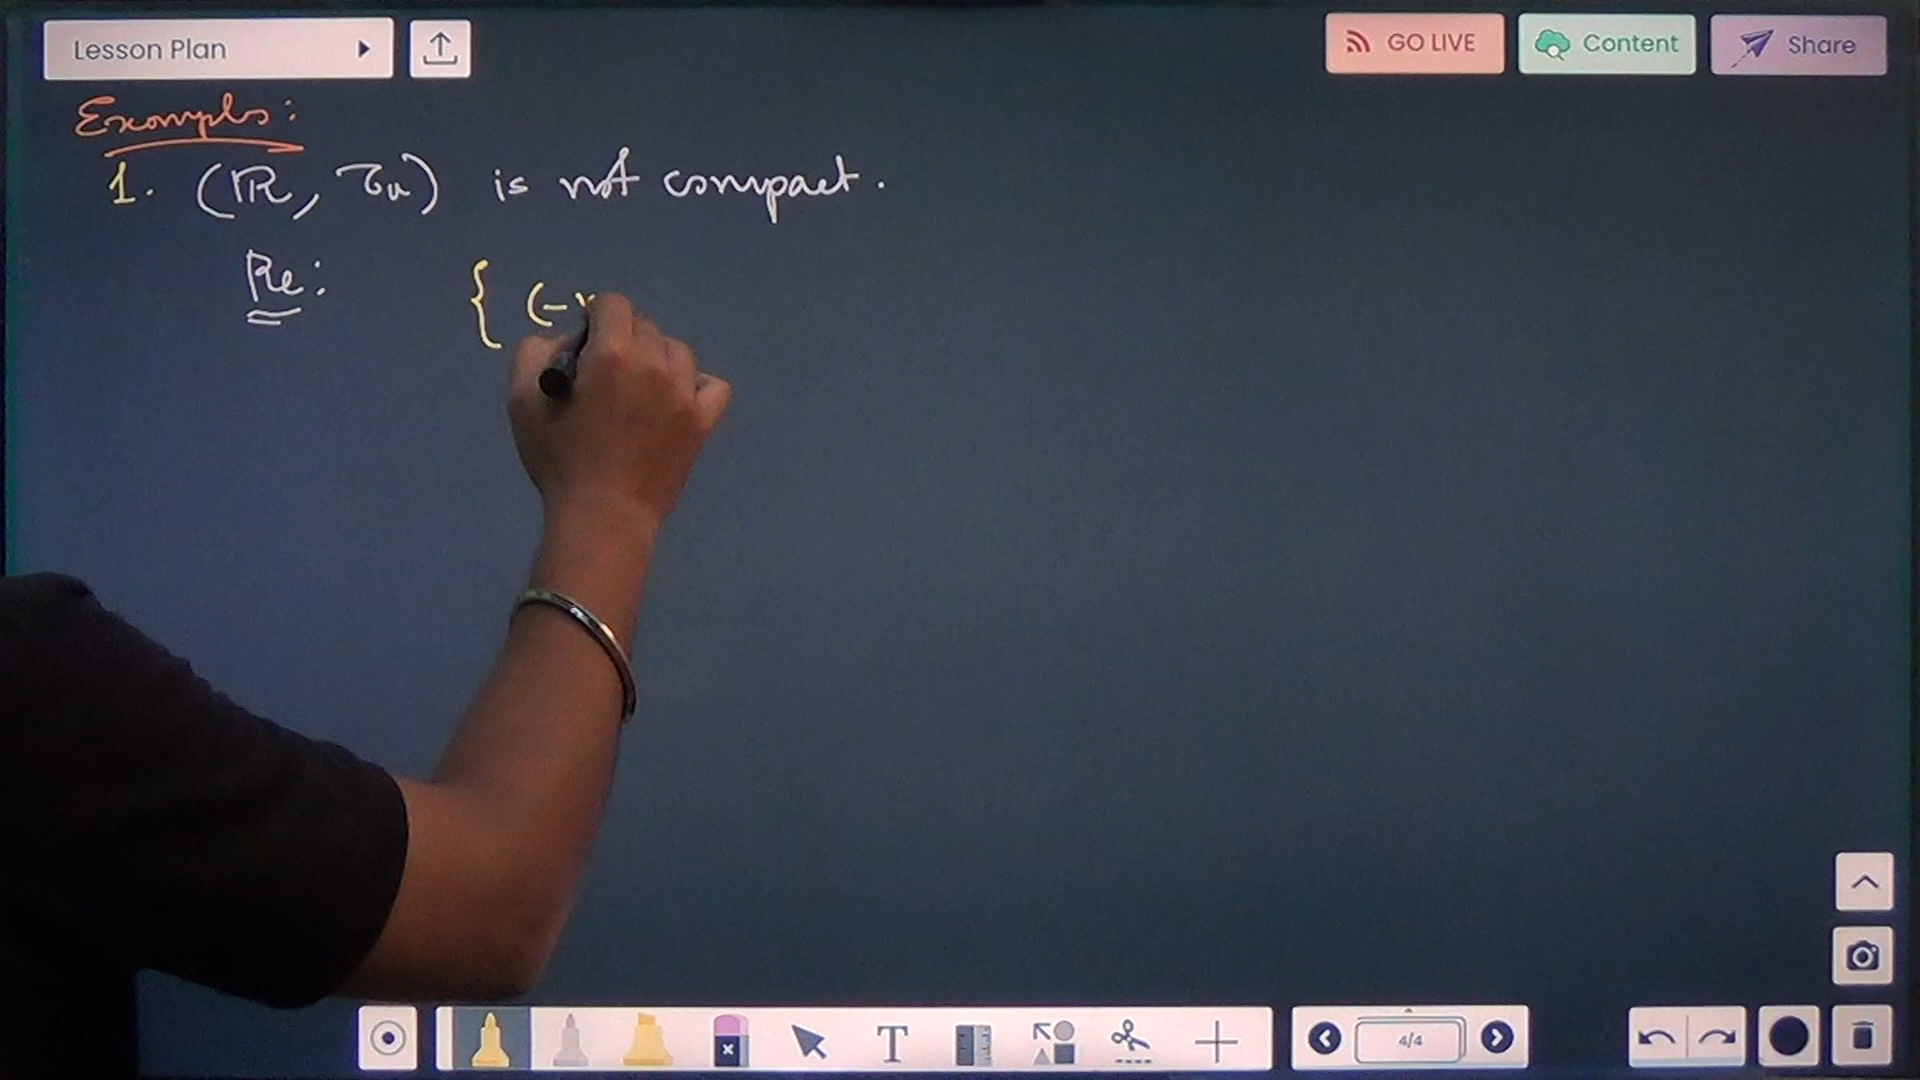 Lesson Plan
GO LIVE
Content
Share
Examples:
1. (ℝ, τᵤ) is not compact.
Re:
{ (-
T
4/4